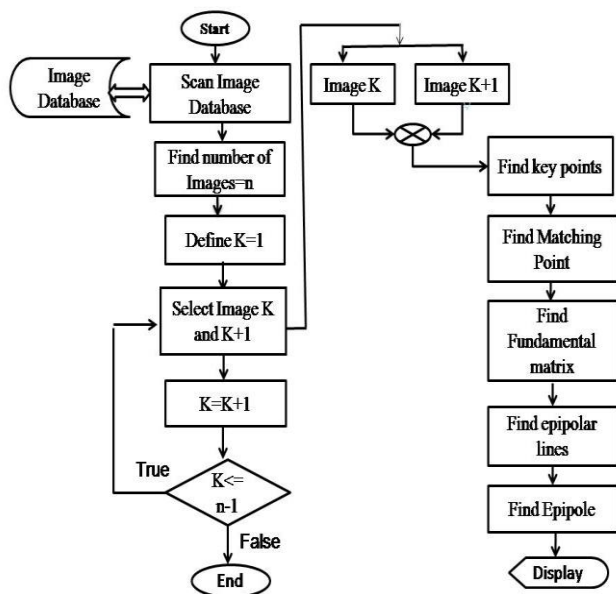 Start
Image
Database
Scan Image
Database
Find number of
Images=n
Define K=1
Select Image K
and K+1
K=K+1
True
K<=
n-1
False
End
Image K
Image K+1
Find key points
Find Matching
Point
Find
Fundamental
matrix
Find epipolar
lines
Find Epipole
Display